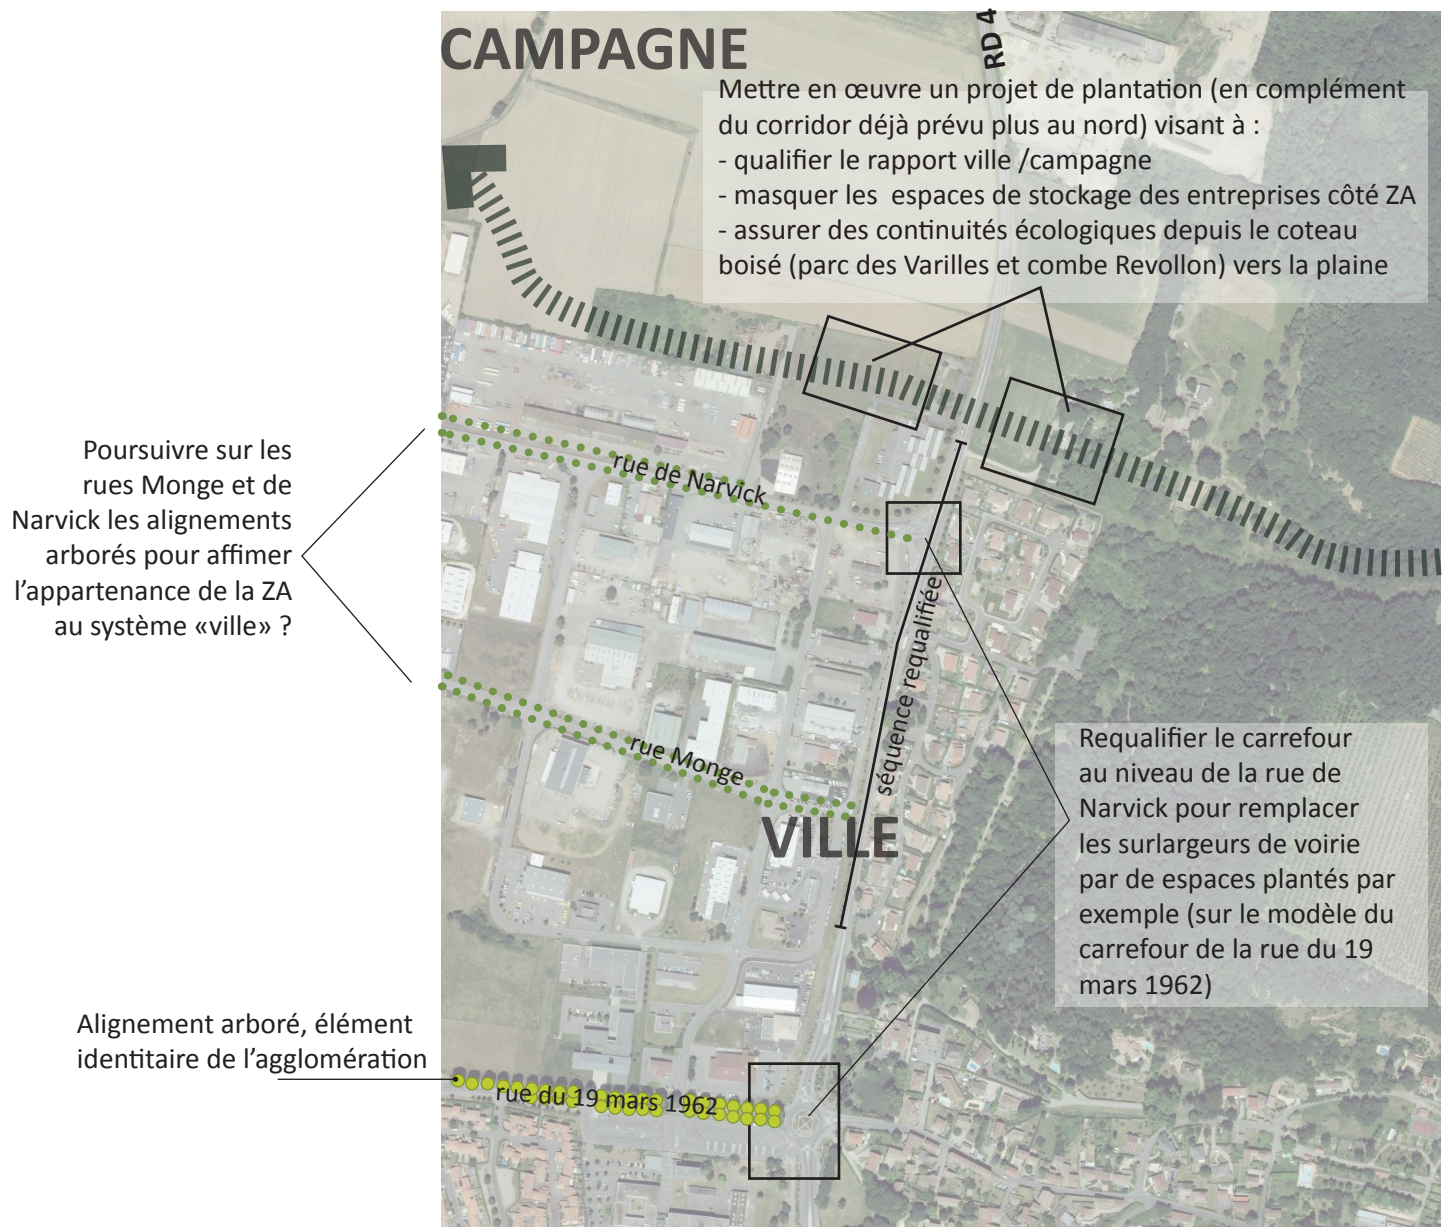 CAMPAGNE
RD 4
Mettre en œuvre un projet de plantation (en complément
du corridor déjà prévu plus au nord) visant à :
- qualifier le rapport ville /campagne
- masquer les  espaces de stockage des entreprises côté ZA
- assurer des continuités écologiques depuis le coteau
boisé (parc des Varilles et combe Revollon) vers la plaine
Poursuivre sur les
rues Monge et de
Narvick les alignements
arborés pour affimer
l’appartenance de la ZA
au système «ville» ?
rue de Narvick
séquence requalifiée
rue Monge
VILLE
Requalifier le carrefour
au niveau de la rue de
Narvick pour remplacer
les surlargeurs de voirie
par de espaces plantés par
exemple (sur le modèle du
carrefour de la rue du 19
mars 1962)
Alignement arboré, élément
identitaire de l’agglomération
rue du 19 mars 1962